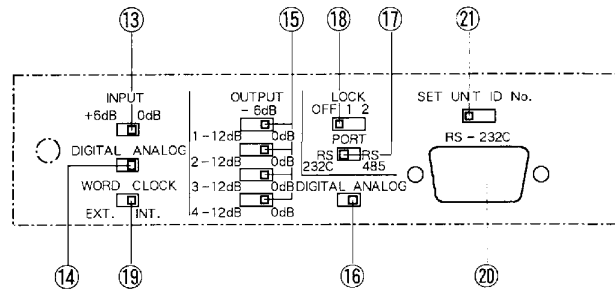 ⑬ ⑮ ⑱ ⑰ ㉑
INPUT
+6dB 0dB
DIGITAL ANALOG
WORD CLOCK
EXT. INT.
OUTPUT
-6dB
1 -12dB 0dB
2 -12dB 0dB
3 -12dB 0dB
4 -12dB 0dB
LOCK
OFF 1 2
PORT
RS RS
232C 485
DIGITAL ANALOG
SET UNIT ID No.
RS-232C
⑭ ⑲ ⑯ ⑳